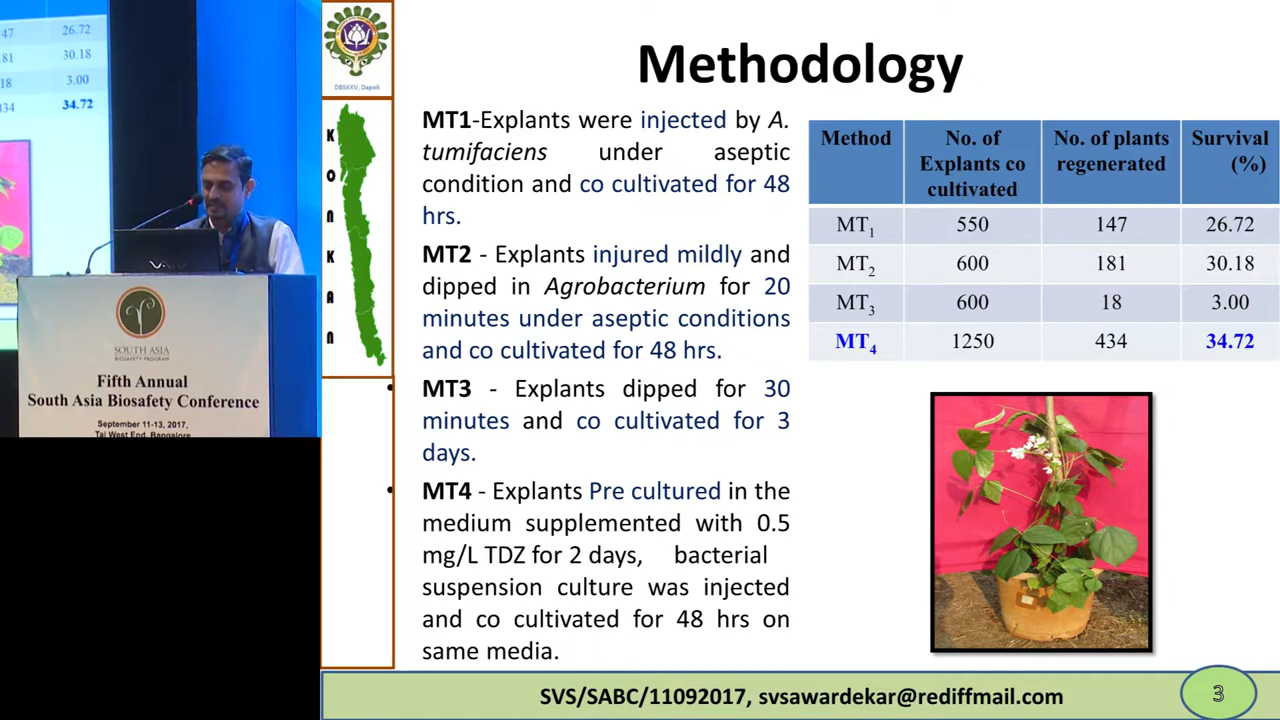 47 26.72
181 30.18
18 3.00
434 34.72
SOUTH ASIA
BIOSAFETY PROGRAM
Fifth Annual
South Asia Biosafety Conference
September 11-13, 2017,
Taj West End, Bangalore
DBSKKV, Dapoli
K
O
N
K
A
N
Methodology
MT1-Explants were injected by A.
tumifaciens under aseptic
condition and co cultivated for 48
hrs.
MT2 - Explants injured mildly and
dipped in Agrobacterium for 20
minutes under aseptic conditions
and co cultivated for 48 hrs.
• MT3 - Explants dipped for 30
minutes and co cultivated for 3
days.
• MT4 - Explants Pre cultured in the
medium supplemented with 0.5
mg/L TDZ for 2 days, bacterial
suspension culture was injected
and co cultivated for 48 hrs on
same media.
Method No. of Explants co cultivated No. of plants regenerated Survival (%)
MT1 550 147 26.72
MT2 600 181 30.18
MT3 600 18 3.00
MT4 1250 434 34.72
SVS/SABC/11092017, svsawardekar@rediffmail.com
3